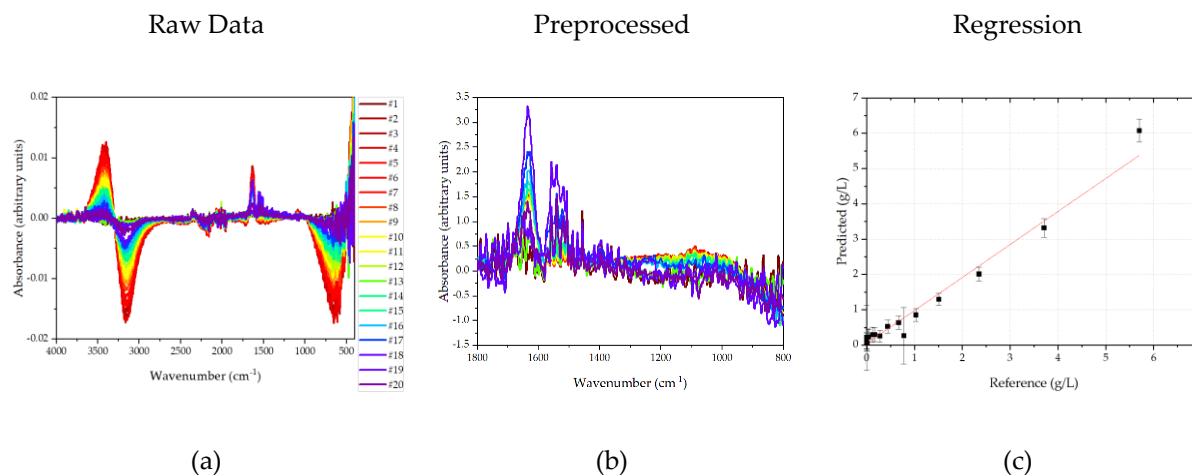 Raw Data
Preprocessed
Regression
0.02
0.01
0.00
-0.01
-0.02
Absorbance (arbitrary units)
4000 3500 3000 2500 2000 1500 1000 500
Wavenumber (cm⁻¹)
#1
#2
#3
#4
#5
#6
#7
#8
#9
#10
#11
#12
#13
#14
#15
#16
#17
#18
#19
#20
3.5
3.0
2.5
2.0
1.5
1.0
0.5
0.0
-0.5
-1.0
-1.5
Absorbance (arbitrary units)
1800 1600 1400 1200 1000 800
Wavenumber (cm⁻¹)
7
6
5
4
3
2
1
0
Predicted (g/L)
0 1 2 3 4 5 6
Reference (g/L)
(a)
(b)
(c)